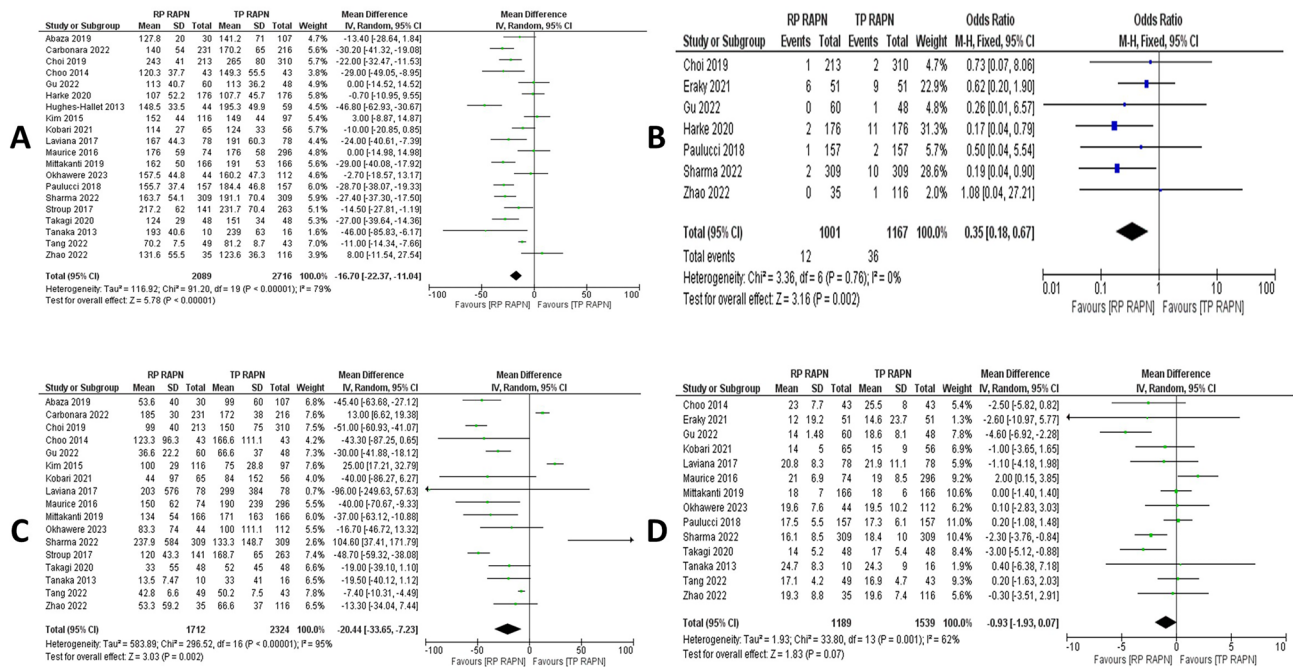 A
RP RAPN TP RAPN Mean Difference Mean Difference
Study or Subgroup Mean SD Total Mean SD Total Weight IV, Random, 95% CI IV, Random, 95% CI
Abaza 2019 127.8 20 30 141.2 71 107 4.7% -13.40 [-28.64, 1.84]
Carbonara 2022 140 54 231 170.2 65 216 5.6% -30.20 [-41.32, -19.08]
Choi 2019 243 41 213 265 80 310 5.8% -22.00 [-32.47, -11.53]
Choo 2014 120.3 37.7 43 149.3 55.5 43 3.7% -29.00 [-49.05, -8.95]
Gu 2022 113 40.7 60 113 36.2 48 4.8% 0.00 [-14.52, 14.52]
Harke 2020 107 52.2 176 107.7 45.7 176 5.8% -0.70 [-10.95, 9.55]
Hughes-Hallet 2013 148.5 33.5 44 195.3 49.9 59 4.5% -46.80 [-62.93, -30.67]
Kim 2015 152 44 116 149 44 97 5.4% 3.00 [-8.87, 14.87]
Kobari 2021 114 27 65 124 33 56 5.7% -10.00 [-20.85, 0.85]
Laviana 2017 167 44.3 78 191 60.3 78 4.4% -24.00 [-40.61, -7.39]
Maurice 2016 176 59 74 176 58 296 4.8% 0.00 [-14.98, 14.98]
Mittakanti 2019 162 50 166 191 53 166 5.7% -29.00 [-40.08, -17.92]
Okhawere 2023 157.5 44.8 44 160.2 47.3 112 4.6% -2.70 [-18.57, 13.17]
Paulucci 2018 155.7 37.4 157 184.4 46.8 157 6.0% -28.70 [-38.07, -19.33]
Sharma 2022 163.7 54.1 309 191.1 70.4 309 5.9% -27.40 [-37.30, -17.50]
Stroup 2017 217.2 62 141 231.7 70.4 263 5.1% -14.50 [-27.81, -1.19]
Takagi 2020 124 29 48 151 34 48 5.3% -27.00 [-39.64, -14.36]
Tanaka 2013 193 40.6 10 239 63 16 1.5% -46.00 [-85.83, -6.17]
Tang 2022 70.2 7.5 49 81.2 8.7 43 7.1% -11.00 [-14.34, -7.66]
Zhao 2022 131.6 55.5 35 123.6 36.3 116 3.8% 8.00 [-11.54, 27.54]
Total (95% CI) 2089 2716 100.0% -16.70 [-22.37, -11.04]
Heterogeneity: Tau² = 116.92; Chi² = 91.20, df = 19 (P < 0.00001); I² = 79%
Test for overall effect: Z = 5.78 (P < 0.00001)
-100 -50 0 50 100
Favours [RP RAPN] Favours [TP RAPN]
B
RP RAPN TP RAPN Odds Ratio Odds Ratio
Study or Subgroup Events Total Events Total Weight M-H, Fixed, 95% CI M-H, Fixed, 95% CI
Choi 2019 1 213 2 310 4.7% 0.73 [0.07, 8.06]
Eraky 2021 6 51 9 51 22.9% 0.62 [0.20, 1.90]
Gu 2022 0 60 1 48 4.8% 0.26 [0.01, 6.57]
Harke 2020 2 176 11 176 31.3% 0.17 [0.04, 0.79]
Paulucci 2018 1 157 2 157 5.7% 0.50 [0.04, 5.54]
Sharma 2022 2 309 10 309 28.6% 0.19 [0.04, 0.90]
Zhao 2022 0 35 1 116 2.0% 1.08 [0.04, 27.21]
Total (95% CI) 1001 1167 100.0% 0.35 [0.18, 0.67]
Total events 12 36
Heterogeneity: Chi² = 3.36, df = 6 (P = 0.76); I² = 0%
Test for overall effect: Z = 3.16 (P = 0.002)
0.01 0.1 1 10 100
Favours [RP RAPN] Favours [TP RAPN]
C
RP RAPN TP RAPN Mean Difference Mean Difference
Study or Subgroup Mean SD Total Mean SD Total Weight IV, Random, 95% CI IV, Random, 95% CI
Abaza 2019 53.6 40 30 99 60 107 6.8% -45.40 [-63.68, -27.12]
Carbonara 2022 185 30 231 172 38 216 7.6% 13.00 [6.62, 19.38]
Choi 2019 99 40 213 150 75 310 7.5% -51.00 [-60.93, -41.07]
Choo 2014 123.3 96.3 43 166.6 111.1 43 4.2% -43.30 [-87.25, 0.65]
Gu 2022 36.6 22.2 60 66.6 37 48 7.3% -30.00 [-41.88, -18.12]
Kim 2015 100 29 116 75 28.8 97 7.6% 25.00 [17.21, 32.79]
Kobari 2021 44 97 65 84 152 56 4.0% -40.00 [-86.27, 6.27]
Laviana 2017 203 576 78 299 384 78 0.7% -96.00 [-249.63, 57.63]
Maurice 2016 150 62 74 190 239 296 5.5% -40.00 [-70.67, -9.33]
Mittakanti 2019 134 54 166 171 163 166 6.1% -37.00 [-63.12, -10.88]
Okhawere 2023 83.3 74 44 100 111.1 112 5.6% -16.70 [-46.72, 13.32]
Sharma 2022 237.9 584 309 133.3 148.7 309 2.5% 104.60 [37.41, 171.79]
Stroup 2017 120 43.3 141 168.7 65 263 7.4% -48.70 [-59.32, -38.08]
Takagi 2020 33 55 48 52 45 48 6.6% -19.00 [-39.10, 1.10]
Tanaka 2013 13.5 7.47 10 33 41 16 6.6% -19.50 [-40.12, 1.12]
Tang 2022 42.8 6.6 49 50.2 7.5 43 7.7% -7.40 [-10.31, -4.49]
Zhao 2022 53.3 59.2 35 66.6 37 116 6.5% -13.30 [-34.04, 7.44]
Total (95% CI) 1712 2324 100.0% -20.44 [-33.65, -7.23]
Heterogeneity: Tau² = 583.89; Chi² = 296.52, df = 16 (P < 0.00001); I² = 95%
Test for overall effect: Z = 3.03 (P = 0.002)
-100 -50 0 50 100
Favours [RP RAPN] Favours [TP RAPN]
D
RP RAPN TP RAPN Mean Difference Mean Difference
Study or Subgroup Mean SD Total Mean SD Total Weight IV, Random, 95% CI IV, Random, 95% CI
Choo 2014 23 7.7 43 25.5 8 43 5.4% -2.50 [-5.82, 0.82]
Eraky 2021 12 19.2 51 14.6 23.7 51 1.3% -2.60 [-10.97, 5.77]
Gu 2022 14 1.48 60 18.6 8.1 48 7.8% -4.60 [-6.92, -2.28]
Kobari 2021 14 5 65 15 9 56 7.0% -1.00 [-3.65, 1.65]
Laviana 2017 20.8 8.3 78 21.9 11.1 78 5.9% -1.10 [-4.18, 1.98]
Maurice 2016 21 6.9 74 19 8.5 296 9.1% 2.00 [0.15, 3.85]
Mittakanti 2019 18 7 166 18 6 166 10.6% 0.00 [-1.40, 1.40]
Okhawere 2023 19.6 7.6 44 19.5 10.2 112 6.4% 0.10 [-2.83, 3.03]
Paulucci 2018 17.5 5.5 157 17.3 6.1 157 10.9% 0.20 [-1.08, 1.48]
Sharma 2022 16.1 8.5 309 18.4 10 309 10.4% -2.30 [-3.76, -0.84]
Takagi 2020 14 5.2 48 17 5.4 48 8.5% -3.00 [-5.12, -0.88]
Tanaka 2013 24.7 8.3 10 24.3 9 16 1.9% 0.40 [-6.38, 7.18]
Tang 2022 17.1 4.2 49 16.9 4.7 43 9.2% 0.20 [-1.63, 2.03]
Zhao 2022 19.3 8.8 35 19.6 7.4 116 5.7% -0.30 [-3.51, 2.91]
Total (95% CI) 1189 1539 100.0% -0.93 [-1.93, 0.07]
Heterogeneity: Tau² = 1.93; Chi² = 33.80, df = 13 (P = 0.001); I² = 62%
Test for overall effect: Z = 1.83 (P = 0.07)
-10 -5 0 5 10
Favours [RP RAPN] Favours [TP RAPN]